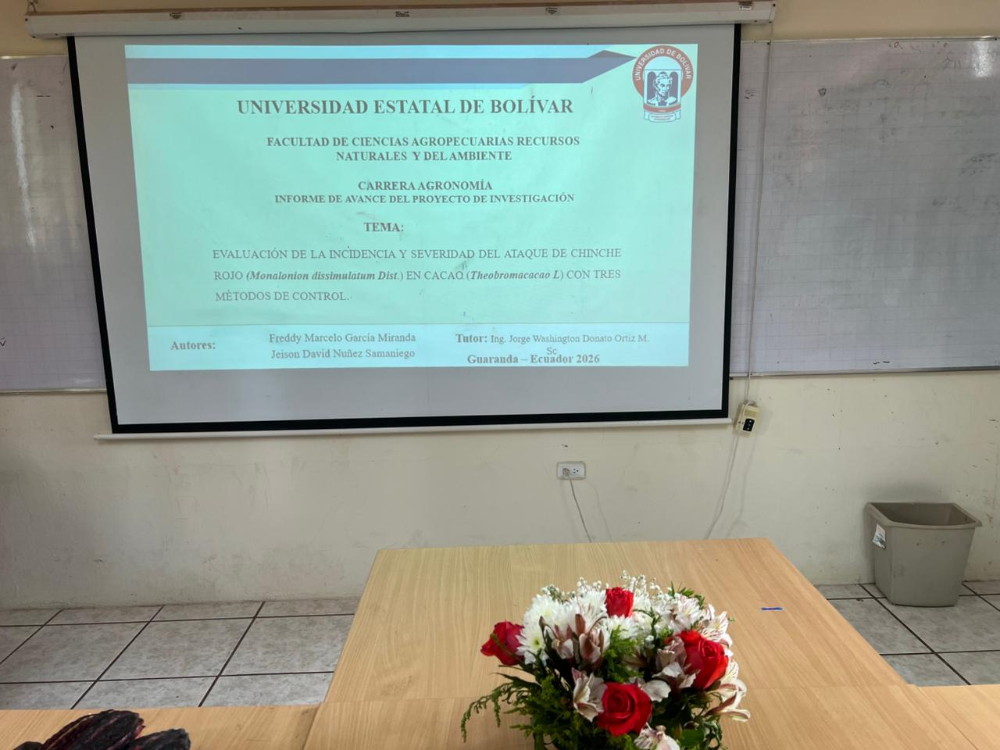 UNIVERSIDAD DE BOLÍVAR
UNIVERSIDAD ESTATAL DE BOLÍVAR
FACULTAD DE CIENCIAS AGROPECUARIAS RECURSOS
NATURALES Y DEL AMBIENTE
CARRERA AGRONOMÍA
INFORME DE AVANCE DEL PROYECTO DE INVESTIGACIÓN
TEMA:
EVALUACIÓN DE LA INCIDENCIA Y SEVERIDAD DEL ATAQUE DE CHINCHE
ROJO (Monalonion dissimulatum Dist.) EN CACAO (Theobromacacao L) CON TRES
MÉTODOS DE CONTROL.
Autores:
Freddy Marcelo García Miranda
Jeison David Nuñez Samaniego
Tutor: Ing. Jorge Washington Donato Ortiz M.
Sc
Guaranda – Ecuador 2026